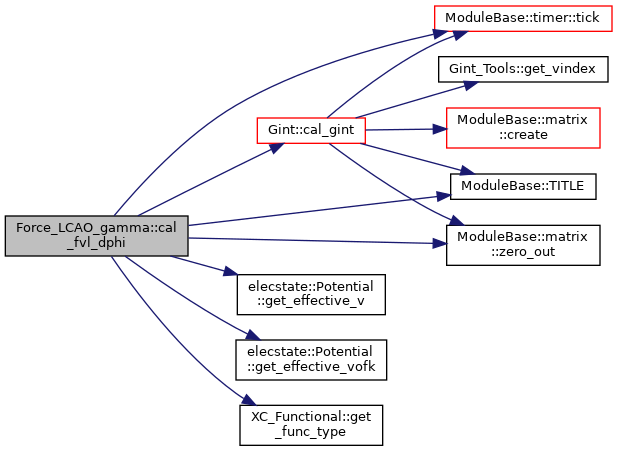 ModuleBase::timer::tick
Gint_Tools::get_vindex
Gint::cal_gint
ModuleBase::matrix
::create
ModuleBase::TITLE
Force_LCAO_gamma::cal
_fvl_dphi
ModuleBase::matrix
::zero_out
elecstate::Potential
::get_effective_v
elecstate::Potential
::get_effective_vofk
XC_Functional::get
_func_type